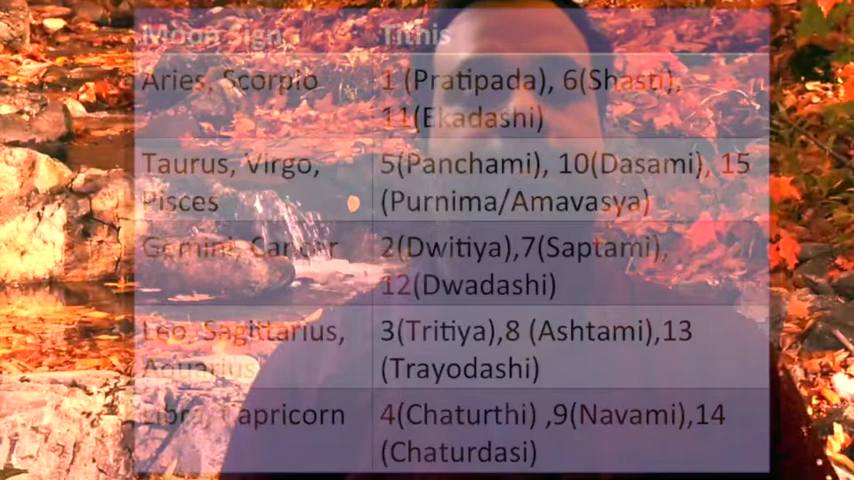 Moon Sign Tithis
Aries, Scorpio 1 (Pratipada), 6(Shasti),
11(Ekadashi)
Taurus, Virgo, 5(Panchami), 10(Dasami), 15
Pisces (Purnima/Amavasya)
Gemini, Cancer 2(Dwitiya),7(Saptami),
12(Dwadashi)
Leo, Sagittarius, 3(Tritiya),8 (Ashtami),13
Aquarius (Trayodashi)
Libra, Capricorn 4(Chaturthi) ,9(Navami),14
(Chaturdasi)